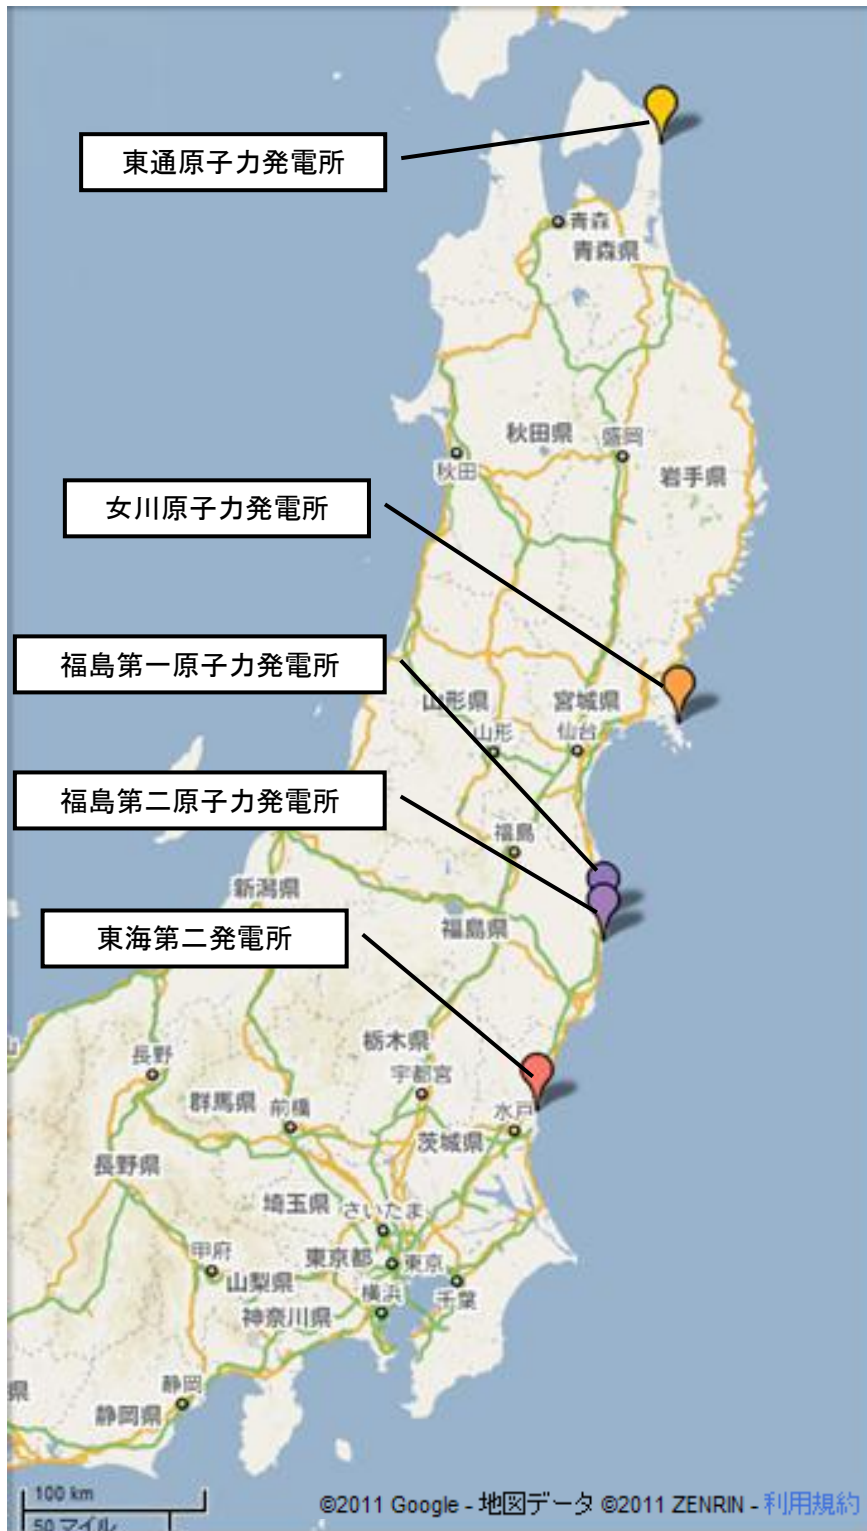 東通原子力発電所
青森
青森県
秋田県
盛岡
秋田
岩手県
女川原子力発電所
福島第一原子力発電所
山形県
宮城県
山形
仙台
福島第二原子力発電所
福島
新潟県
福島県
東海第二発電所
栃木県
長野
宇都宮
群馬県
前橋
水戸
茨城県
長野県
埼玉県
さいたま
甲府
東京都
東京
山梨県
横浜
千葉
神奈川県
静岡
県
静岡県
100 km
50 マイル
©2011 Google - 地図データ ©2011 ZENRIN - 利用規約